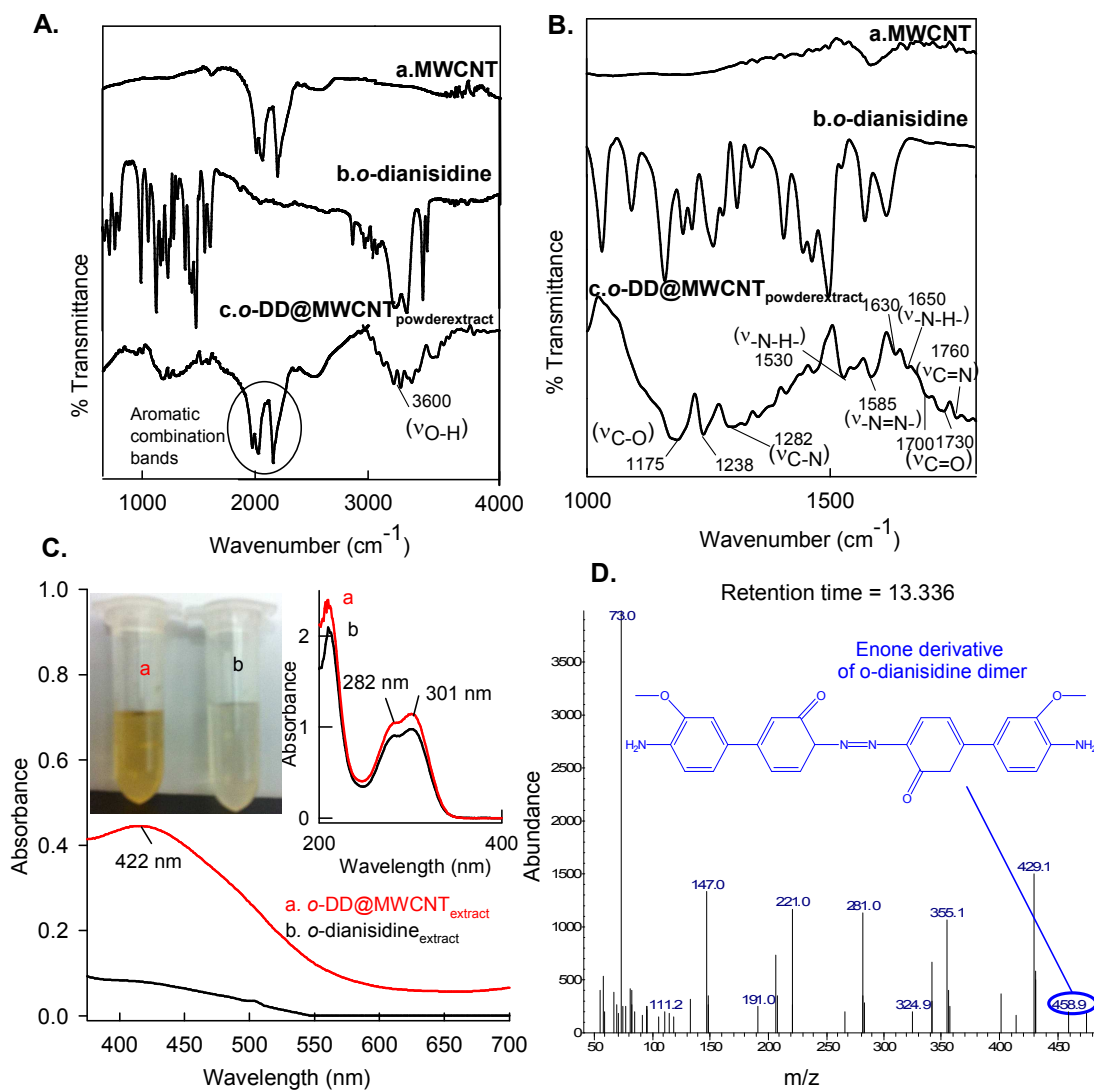 A.
a.MWCNT
b.o-dianisidine
c.o-DD@MWCNTpowderextract
3600
(νO-H)
Aromatic
combination
bands
% Transmittance
1000
2000
3000
4000
Wavenumber (cm-1)
B.
a.MWCNT
b.o-dianisidine
c.o-DD@MWCNTpowderextract
1630
1650
(ν-N-H-)
(ν-N-H-)
1530
1760
(νC=N)
1585
(ν-N=N-)
(νC-O)
1175
1238
1282
(νC-N)
1700
1730
(νC=O)
% Transmittance
1000
1500
Wavenumber (cm-1)
C.
1.0
0.8
0.6
0.4
0.2
0.0
Absorbance
a
b
a
b
282 nm
301 nm
2
1
0
Absorbance
200
400
Wavelength (nm)
422 nm
a. o-DD@MWCNTextract
b. o-dianisidineextract
400
450
500
550
600
650
700
Wavelength (nm)
D.
Retention time = 13.336
73.0
Enone derivative
of o-dianisidine dimer
O
O
O
H2N
N
N
NH2
O
3500
3000
2500
2000
1500
1000
500
0
Abundance
111.2
147.0
191.0
221.0
281.0
324.9
355.1
429.1
458.9
50
100
150
200
250
300
350
400
450
m/z